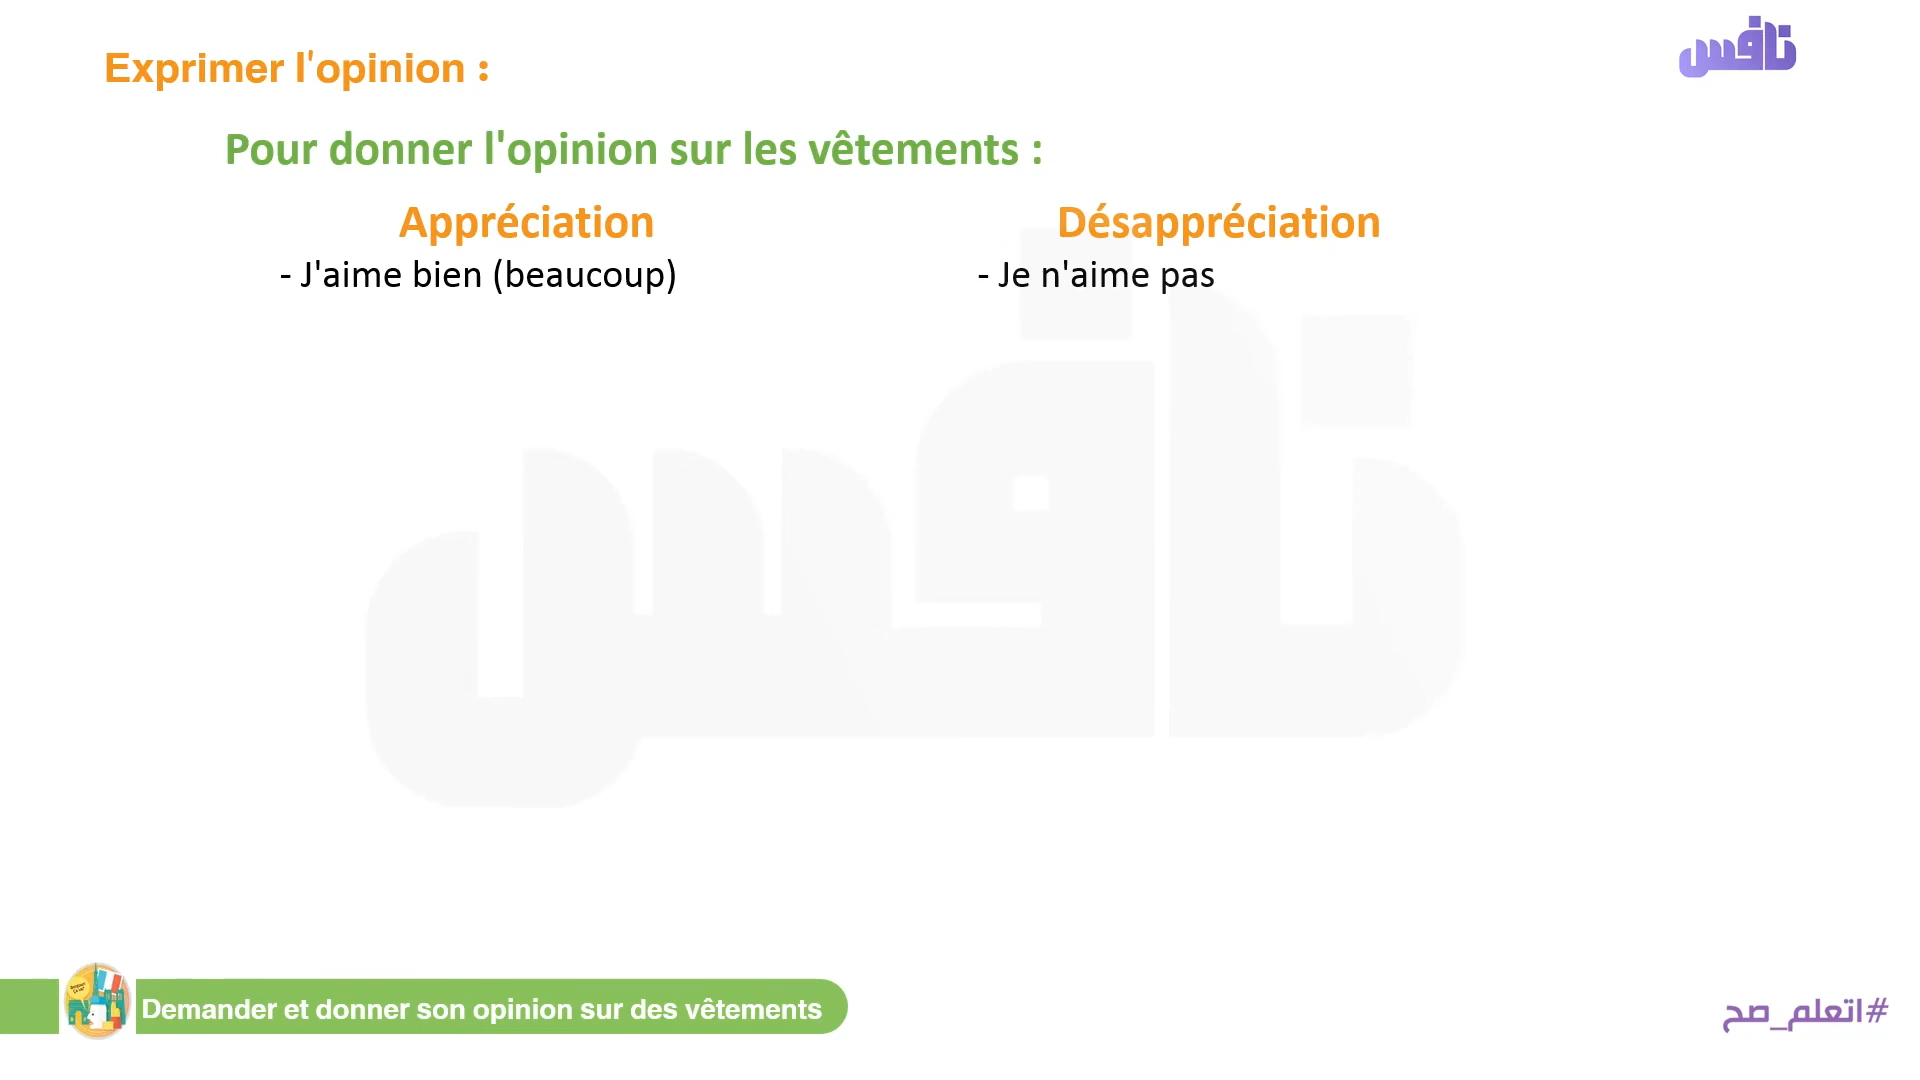 نافس
Exprimer l'opinion :
Pour donner l'opinion sur les vêtements :
Appréciation
- J'aime bien (beaucoup)
Désappréciation
- Je n'aime pas
نافس
Demander et donner son opinion sur des vêtements
#اتعلم_صح